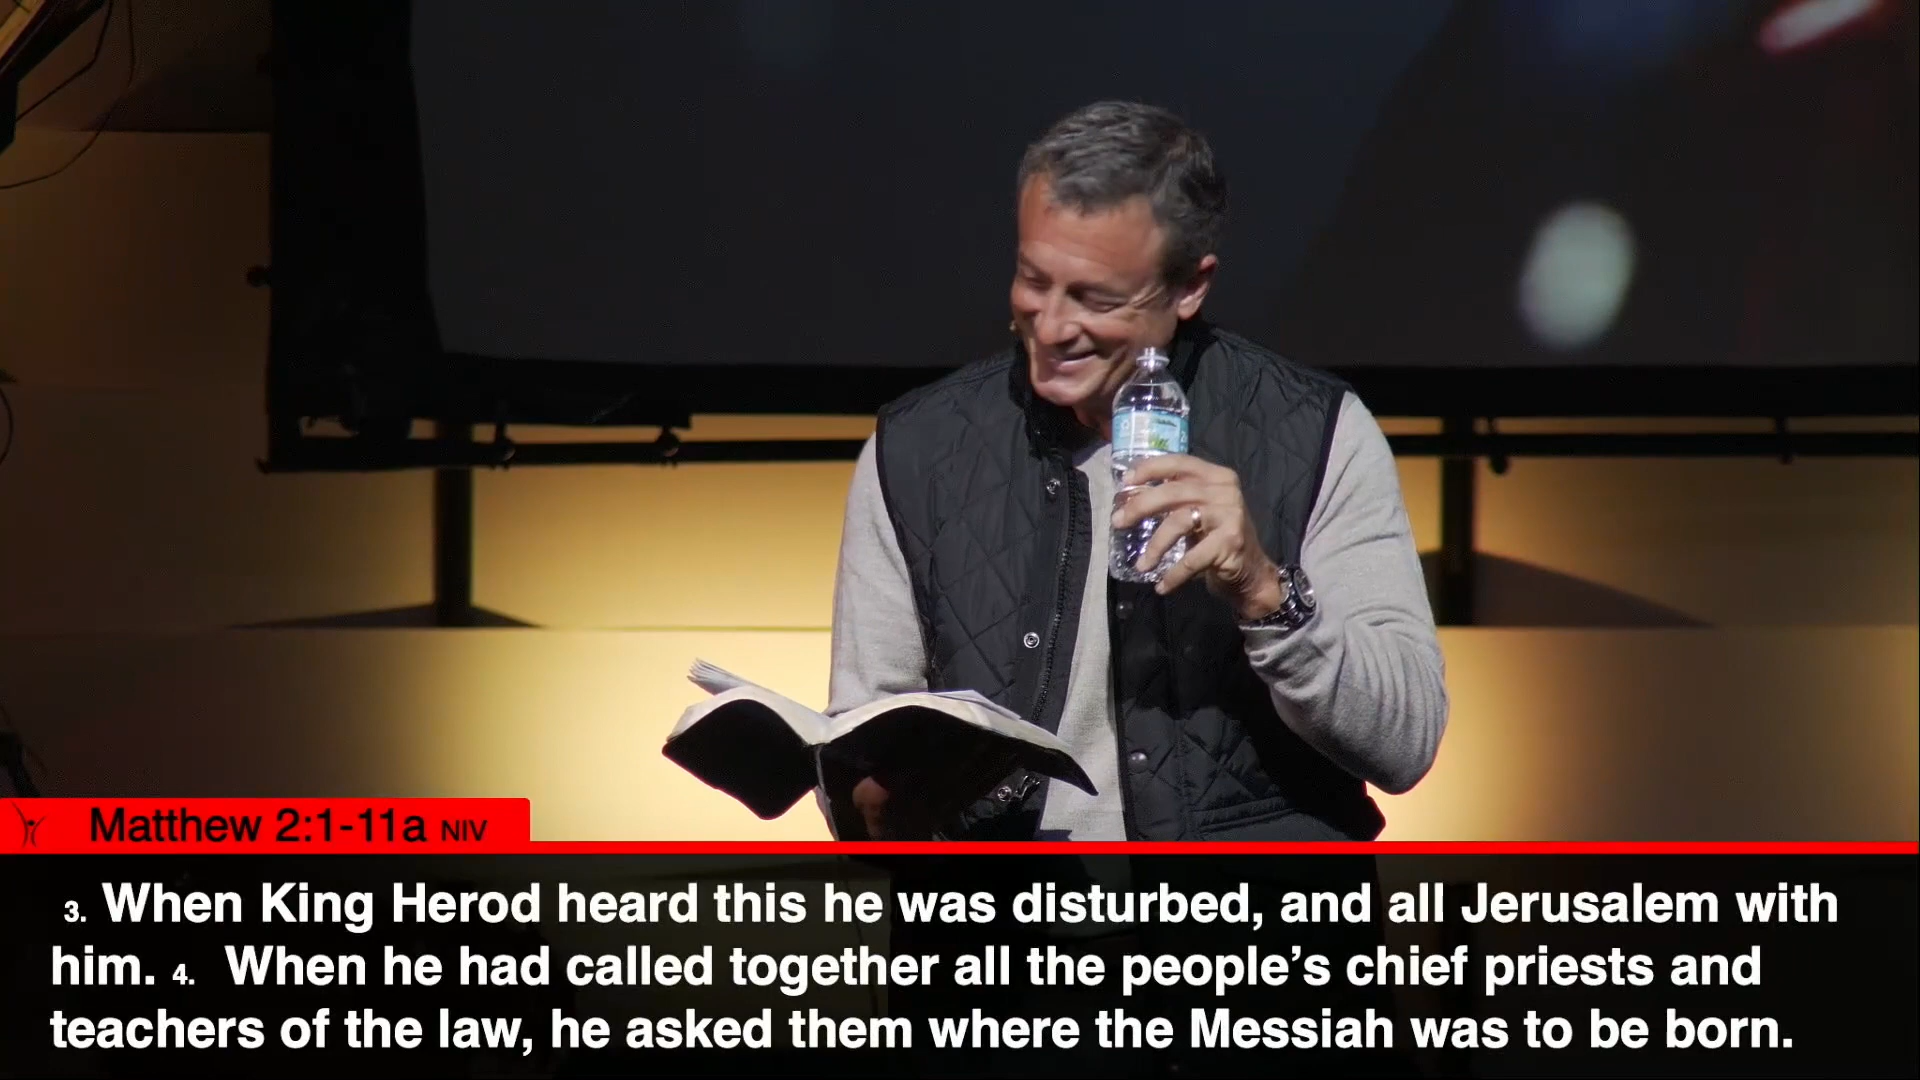 Matthew 2:1-11a NIV
3. When King Herod heard this he was disturbed, and all Jerusalem with
him. 4. When he had called together all the people’s chief priests and
teachers of the law, he asked them where the Messiah was to be born.